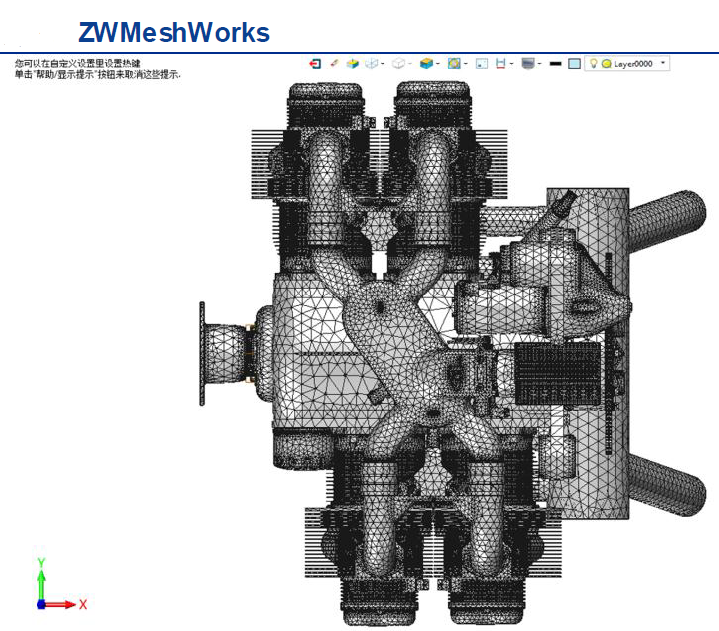 ZWMeshWorks
您可以在自定义设置里设置热键
单击"帮助/显示提示"按钮来取消这些提示.
Layer0000
Y
X